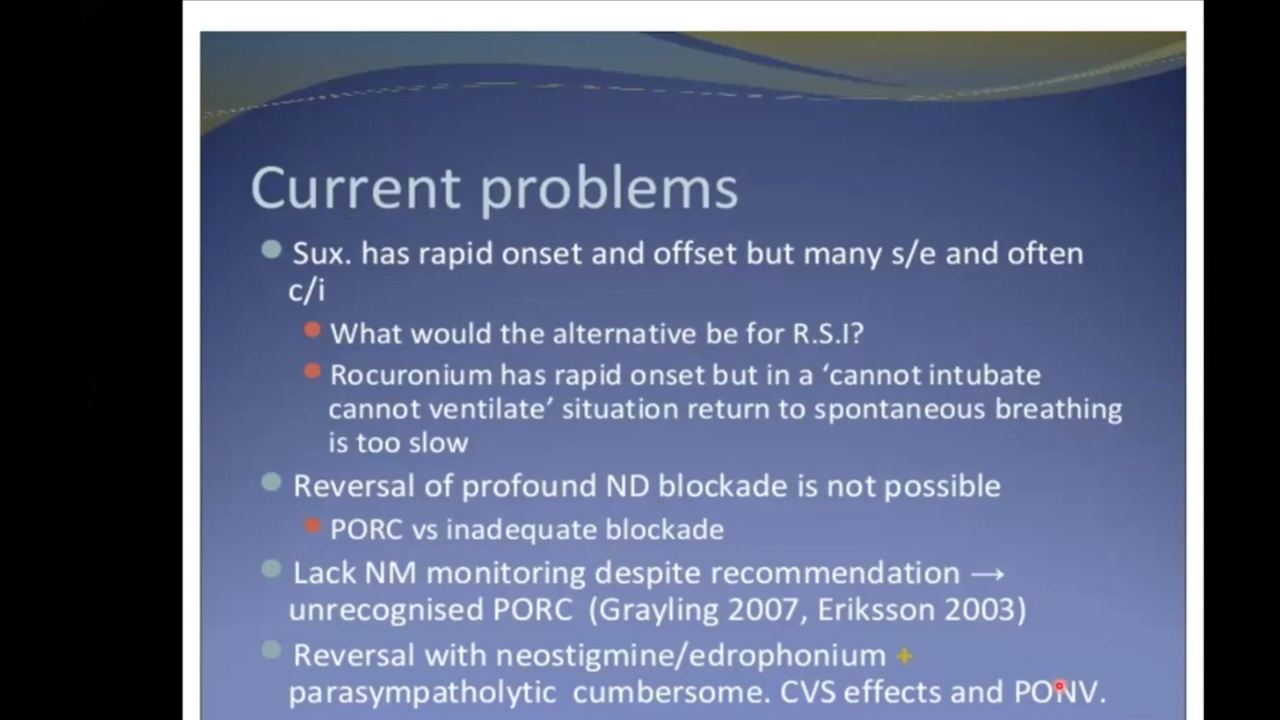 Current problems
Sux. has rapid onset and offset but many s/e and often
c/i
What would the alternative be for R.S.I?
Rocuronium has rapid onset but in a ‘cannot intubate
cannot ventilate’ situation return to spontaneous breathing
is too slow
Reversal of profound ND blockade is not possible
PORC vs inadequate blockade
Lack NM monitoring despite recommendation →
unrecognised PORC (Grayling 2007, Eriksson 2003)
Reversal with neostigmine/edrophonium +
parasympatholytic cumbersome. CVS effects and PONV.